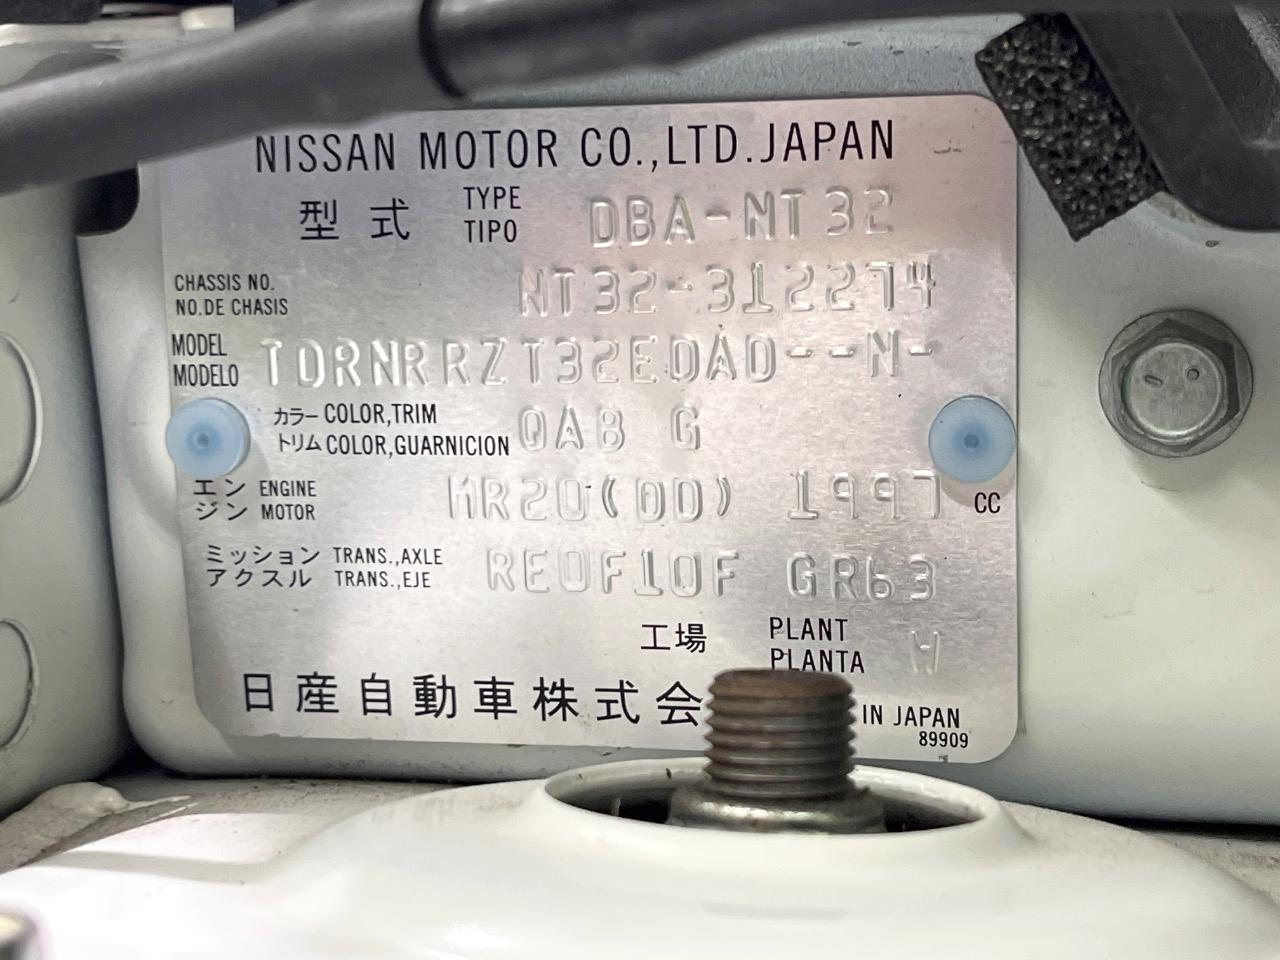 NISSAN MOTOR CO.,LTD.JAPAN
型式 TYPE TIPO DBA-NT32
CHASSIS NO. NO.DE CHASIS NT32-312274
MODEL MODELO TDRNRRZT32EDAD--N-
カラー COLOR,TRIM トリム COLOR,GUARNICION QAB G
エンジン ENGINE MOTOR MR20(DD) 1997 CC
ミッション TRANS.,AXLE アクスル TRANS.,EJE RE0F10F GR63
工場 PLANT PLANTA
日産自動車株式会 IN JAPAN
89909